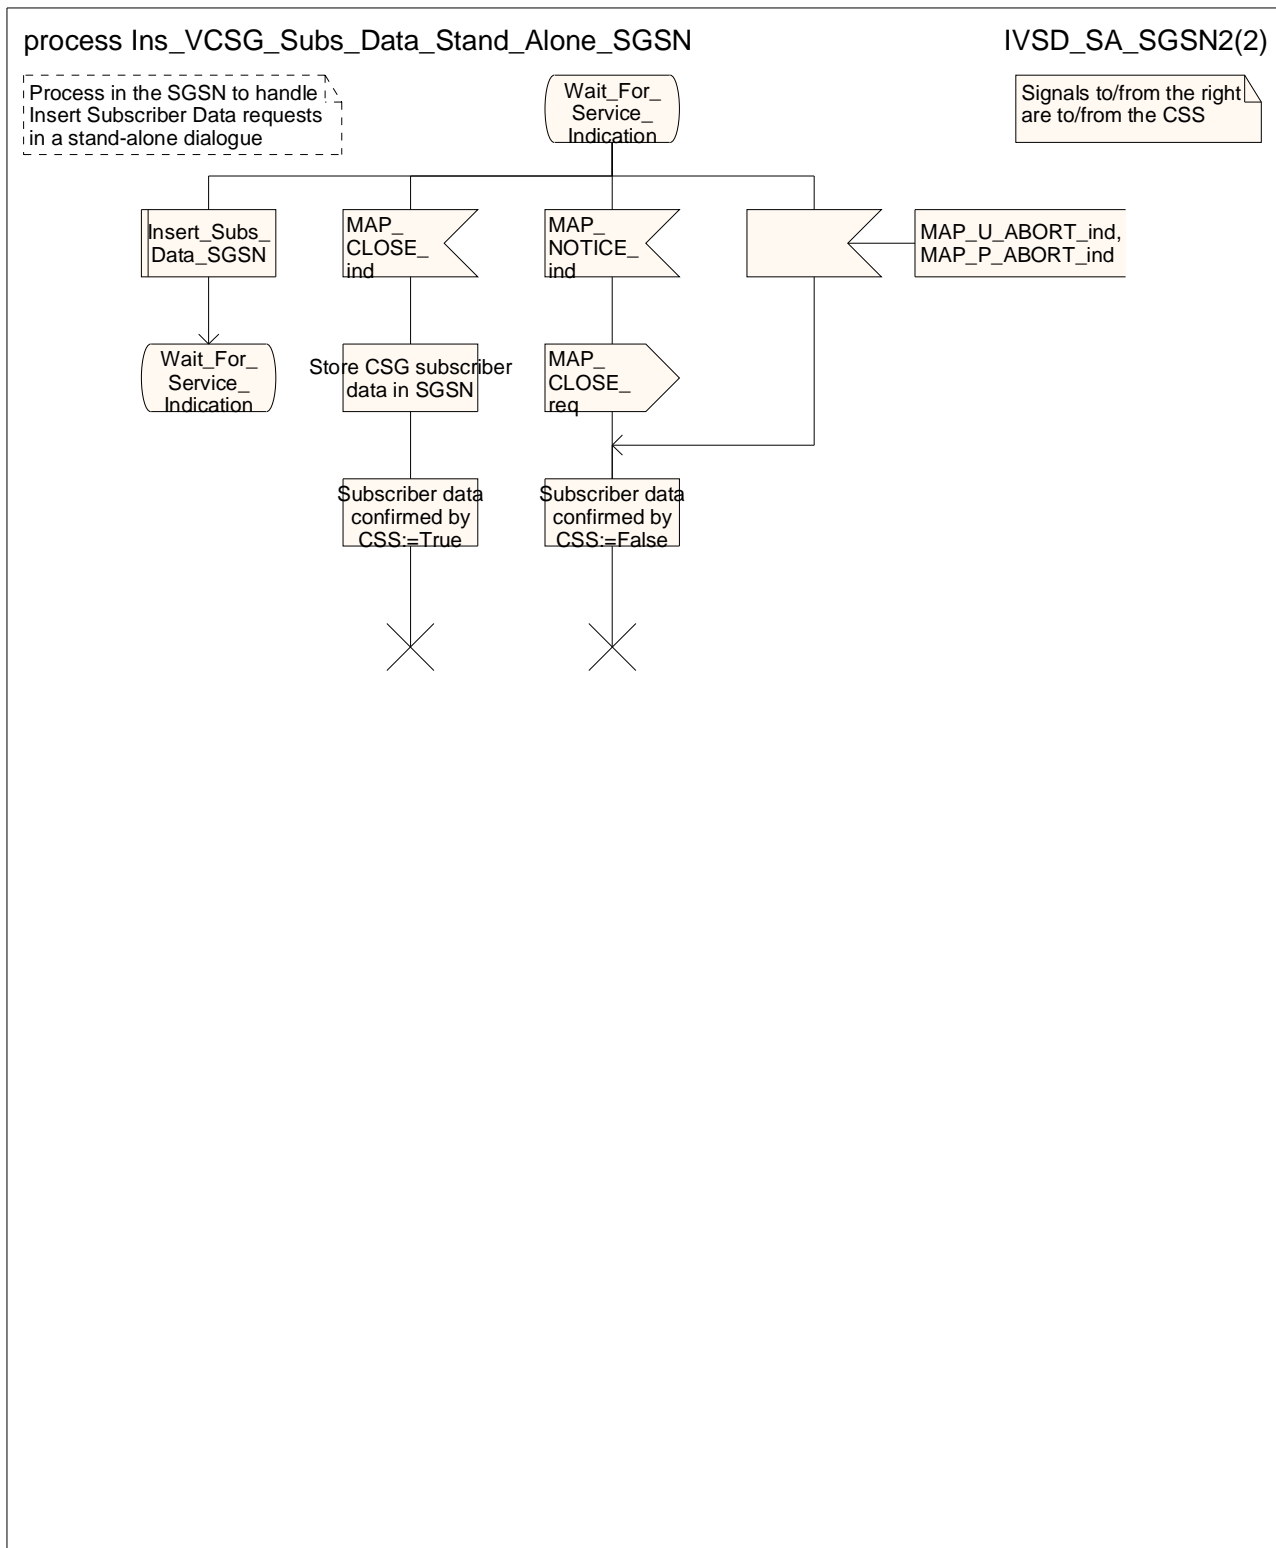 process Ins_VCSG_Subs_Data_Stand_Alone_SGSN
IVSD_SA_SGSN2(2)
Process in the SGSN to handle
Insert Subscriber Data requests
in a stand-alone dialogue
Wait_For_
Service_
Indication
Signals to/from the right
are to/from the CSS
Insert_Subs_
Data_SGSN
MAP_
CLOSE_
ind
MAP_
NOTICE_
ind
MAP_U_ABORT_ind,
MAP_P_ABORT_ind
Wait_For_
Service_
Indication
Store CSG subscriber
data in SGSN
MAP_
CLOSE_
req
Subscriber data
confirmed by
CSS:=True
Subscriber data
confirmed by
CSS:=False